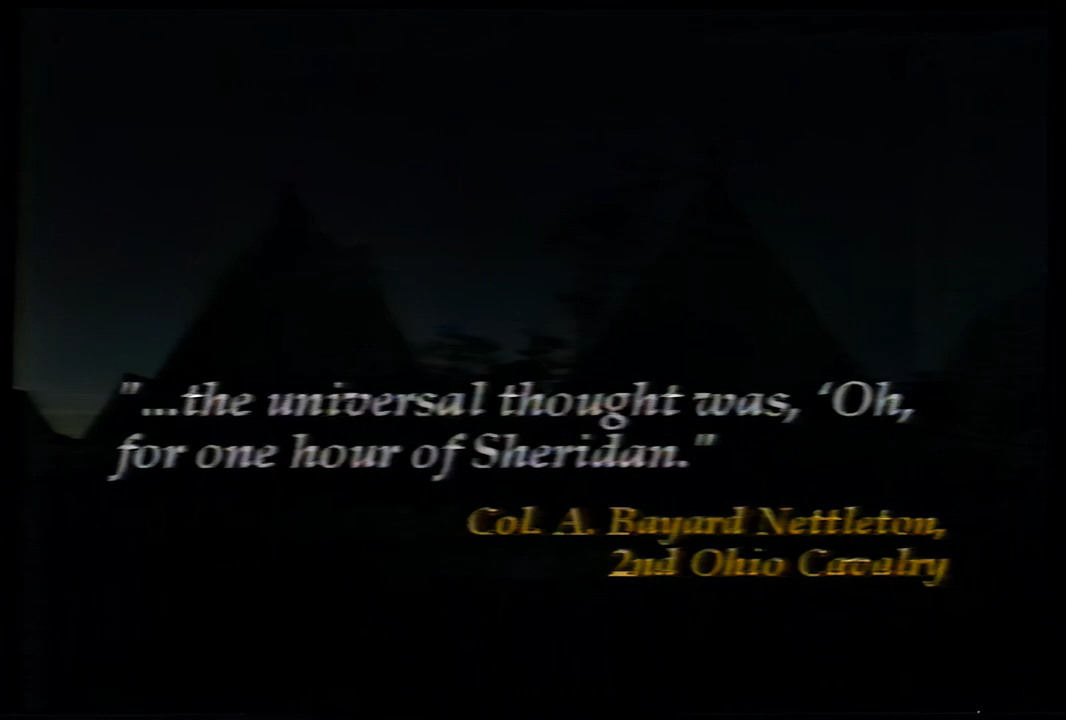 "...the universal thought was, ‘Oh,
for one hour of Sheridan."
Col. A. Bayard Nettleton,
2nd Ohio Cavalry